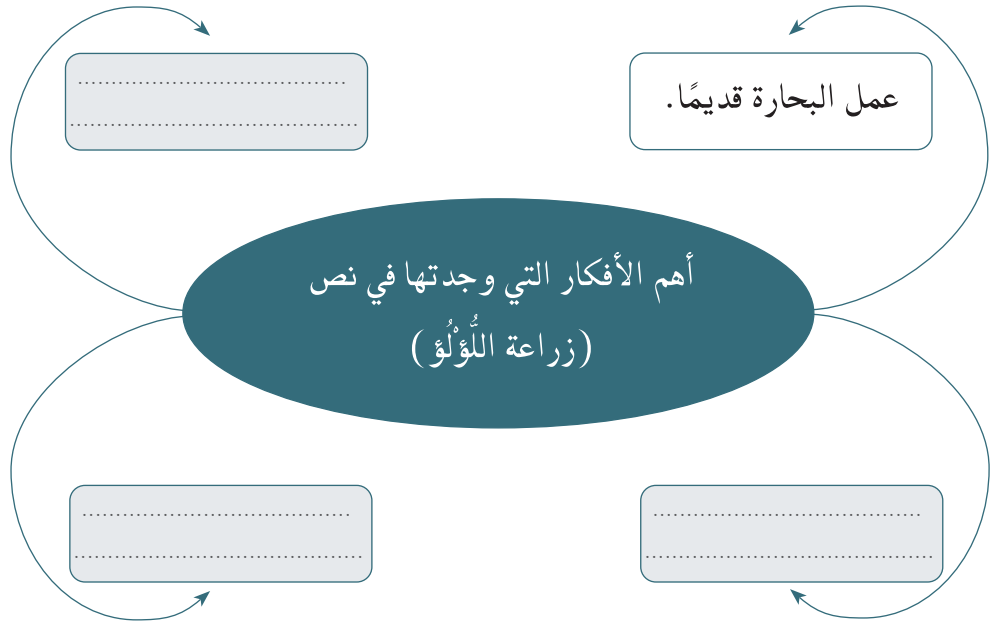 عمل البحارة قديمًا.
أهم الأفكار التي وجدتها في نص
(زراعة اللُّؤْلُؤ)